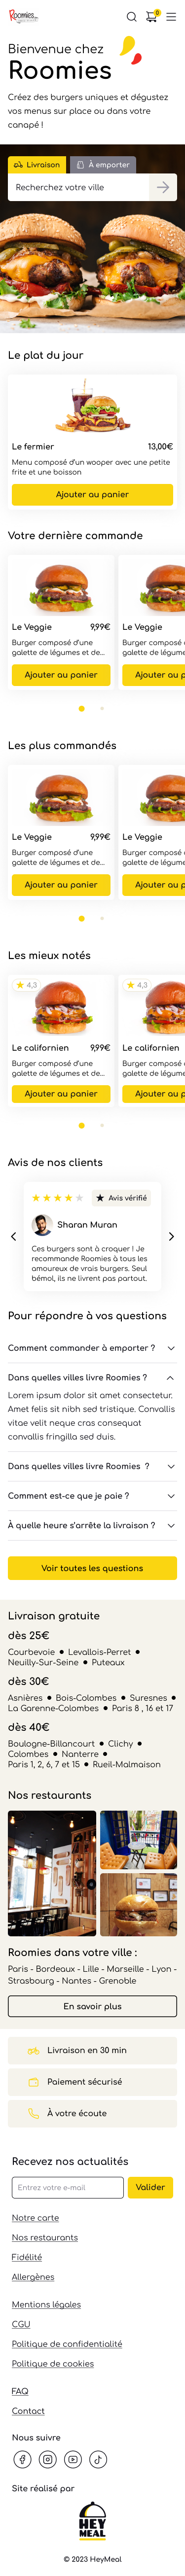 Roomies
0
Bienvenue chez
Roomies
Créez des burgers uniques et dégustez
vos menus sur place ou dans votre
canapé !
Livraison
À emporter
Recherchez votre ville
Le plat du jour
Le fermier 13,00€
Menu composé d'un wooper avec une petite
frite et une boisson
Ajouter au panier
Votre dernière commande
Le Veggie 9,99€
Burger composé d'une
galette de légumes et de...
Ajouter au panier
Le Veggie
Burger composé d
galette de légume
Ajouter au p
Les plus commandés
Le Veggie 9,99€
Burger composé d'une
galette de légumes et de...
Ajouter au panier
Le Veggie
Burger composé d
galette de légume
Ajouter au p
Les mieux notés
4,3
Le californien 9,99€
Burger composé d'une
galette de légumes et de...
Ajouter au panier
4,3
Le californien
Burger composé d
galette de légume
Ajouter au p
Avis de nos clients
Avis vérifié
Sharan Muran
Ces burgers sont à croquer ! Je
recommande Roomies à tous les
amoureux de vrais burgers. Seul
bémol, ils ne livrent pas partout.
Pour répondre à vos questions
Comment commander à emporter ?
Dans quelles villes livre Roomies ?
Lorem ipsum dolor sit amet consectetur.
Amet felis sit nibh sed tristique. Convallis
vitae velit neque cras consequat
convallis fringilla sed duis.
Dans quelles villes livre Roomies ?
Comment est-ce que je paie ?
À quelle heure s'arrête la livraison ?
Voir toutes les questions
Livraison gratuite
dès 25€
Courbevoie • Levallois-Perret •
Neuilly-Sur-Seine • Puteaux
dès 30€
Asnières • Bois-Colombes • Suresnes •
La Garenne-Colombes • Paris 8 , 16 et 17
dès 40€
Boulogne-Billancourt • Clichy •
Colombes • Nanterre •
Paris 1, 2, 6, 7 et 15 • Rueil-Malmaison
Nos restaurants
Roomies dans votre ville :
Paris - Bordeaux - Lille - Marseille - Lyon -
Strasbourg - Nantes - Grenoble
En savoir plus
Livraison en 30 min
Paiement sécurisé
À votre écoute
Recevez nos actualités
Entrez votre e-mail
Valider
Notre carte
Nos restaurants
Fidélité
Allergènes
Mentions légales
CGU
Politique de confidentialité
Politique de cookies
FAQ
Contact
Nous suivre
Site réalisé par
HEY
MEAL
© 2023 HeyMeal